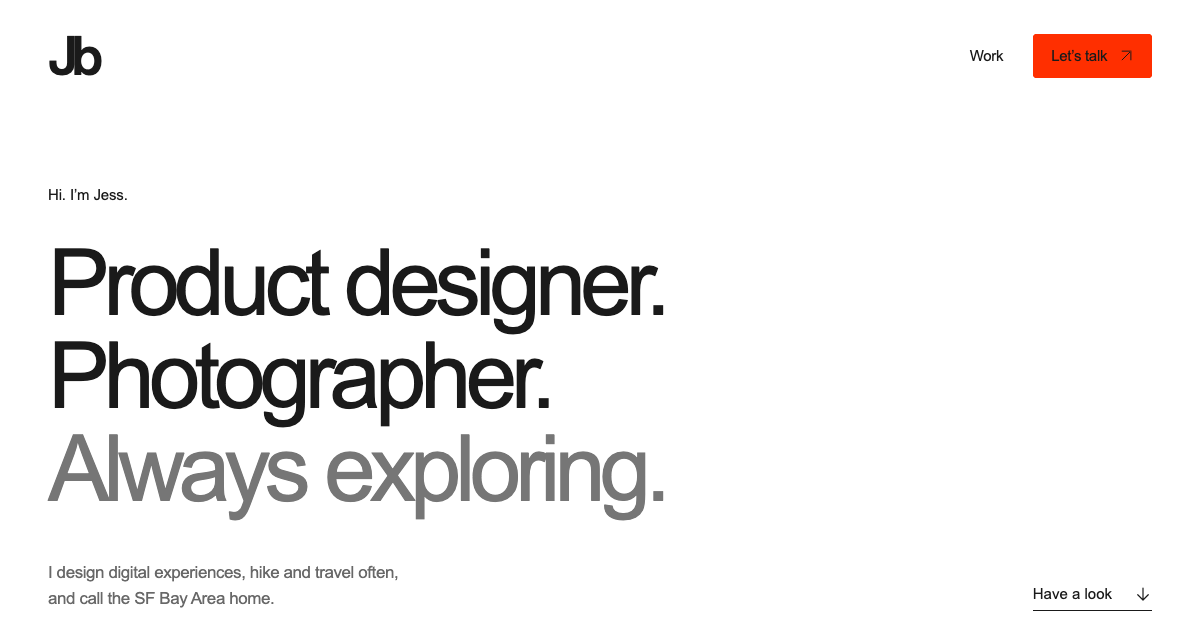 Jb
Work
Let’s talk
Hi. I’m Jess.
Product designer.
Photographer.
Always exploring.
I design digital experiences, hike and travel often,
and call the SF Bay Area home.
Have a look